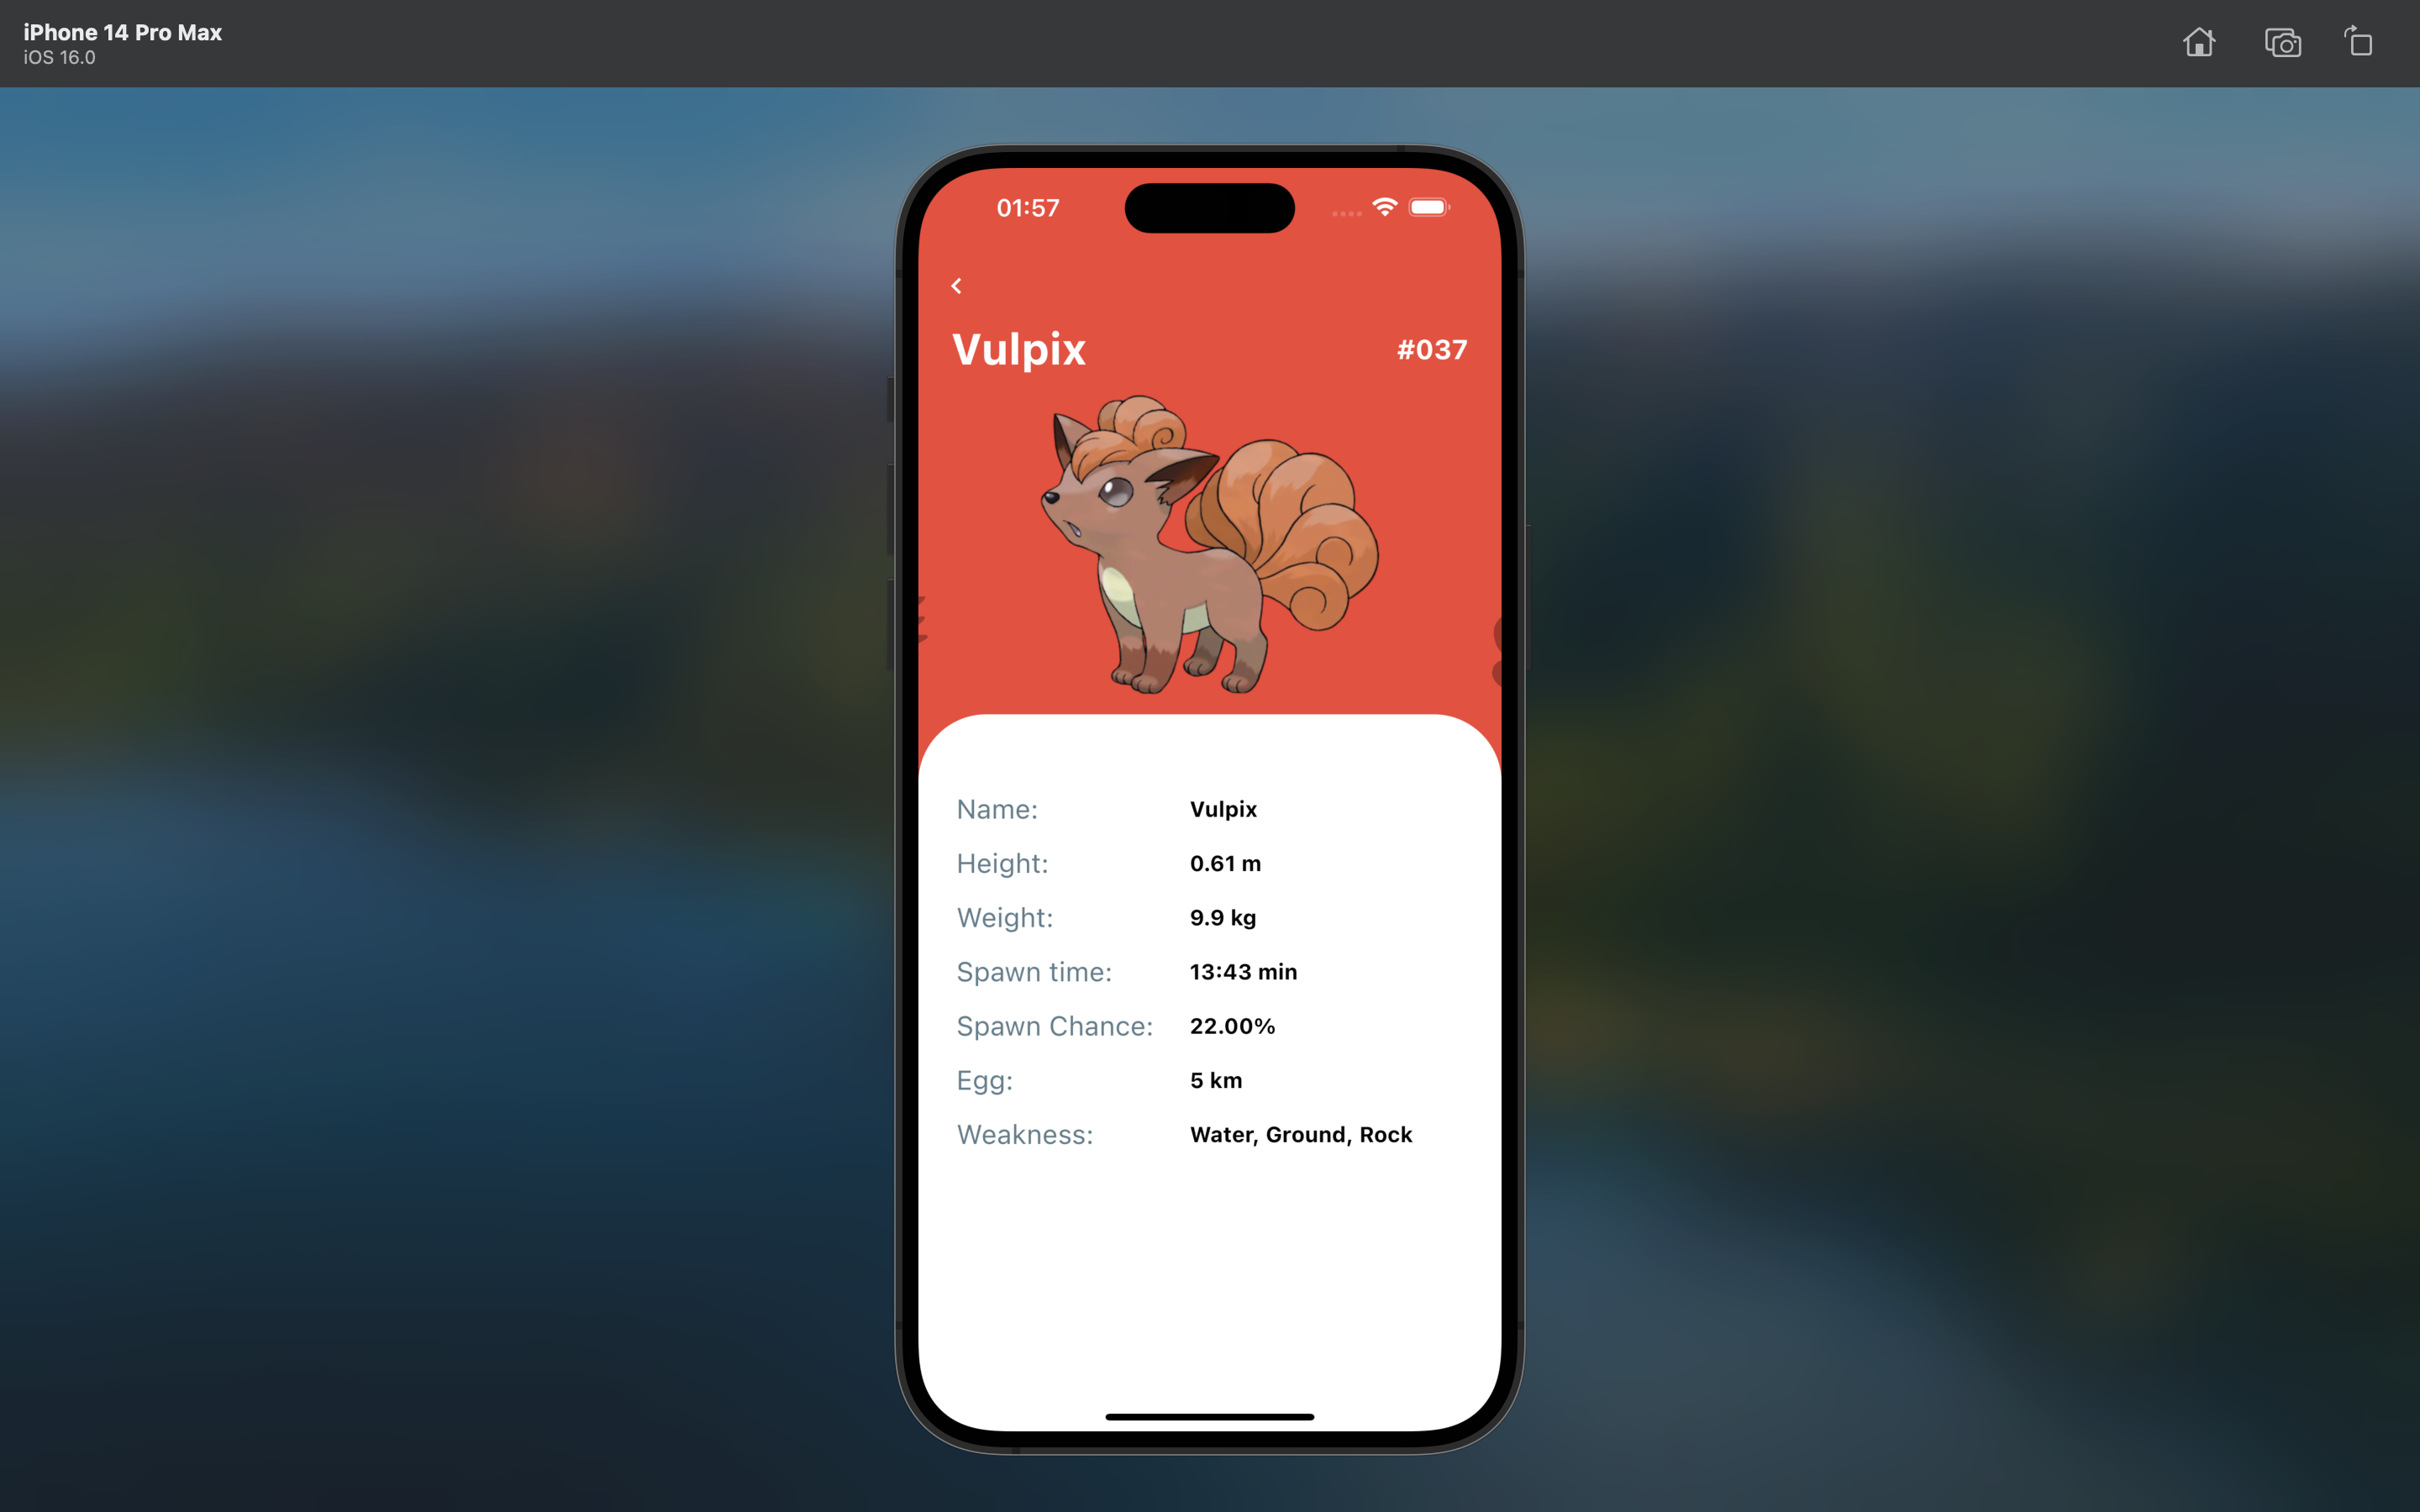 iPhone 14 Pro Max
iOS 16.0
01:57
Vulpix #037
Name: Vulpix
Height: 0.61 m
Weight: 9.9 kg
Spawn time: 13:43 min
Spawn Chance: 22.00%
Egg: 5 km
Weakness: Water, Ground, Rock